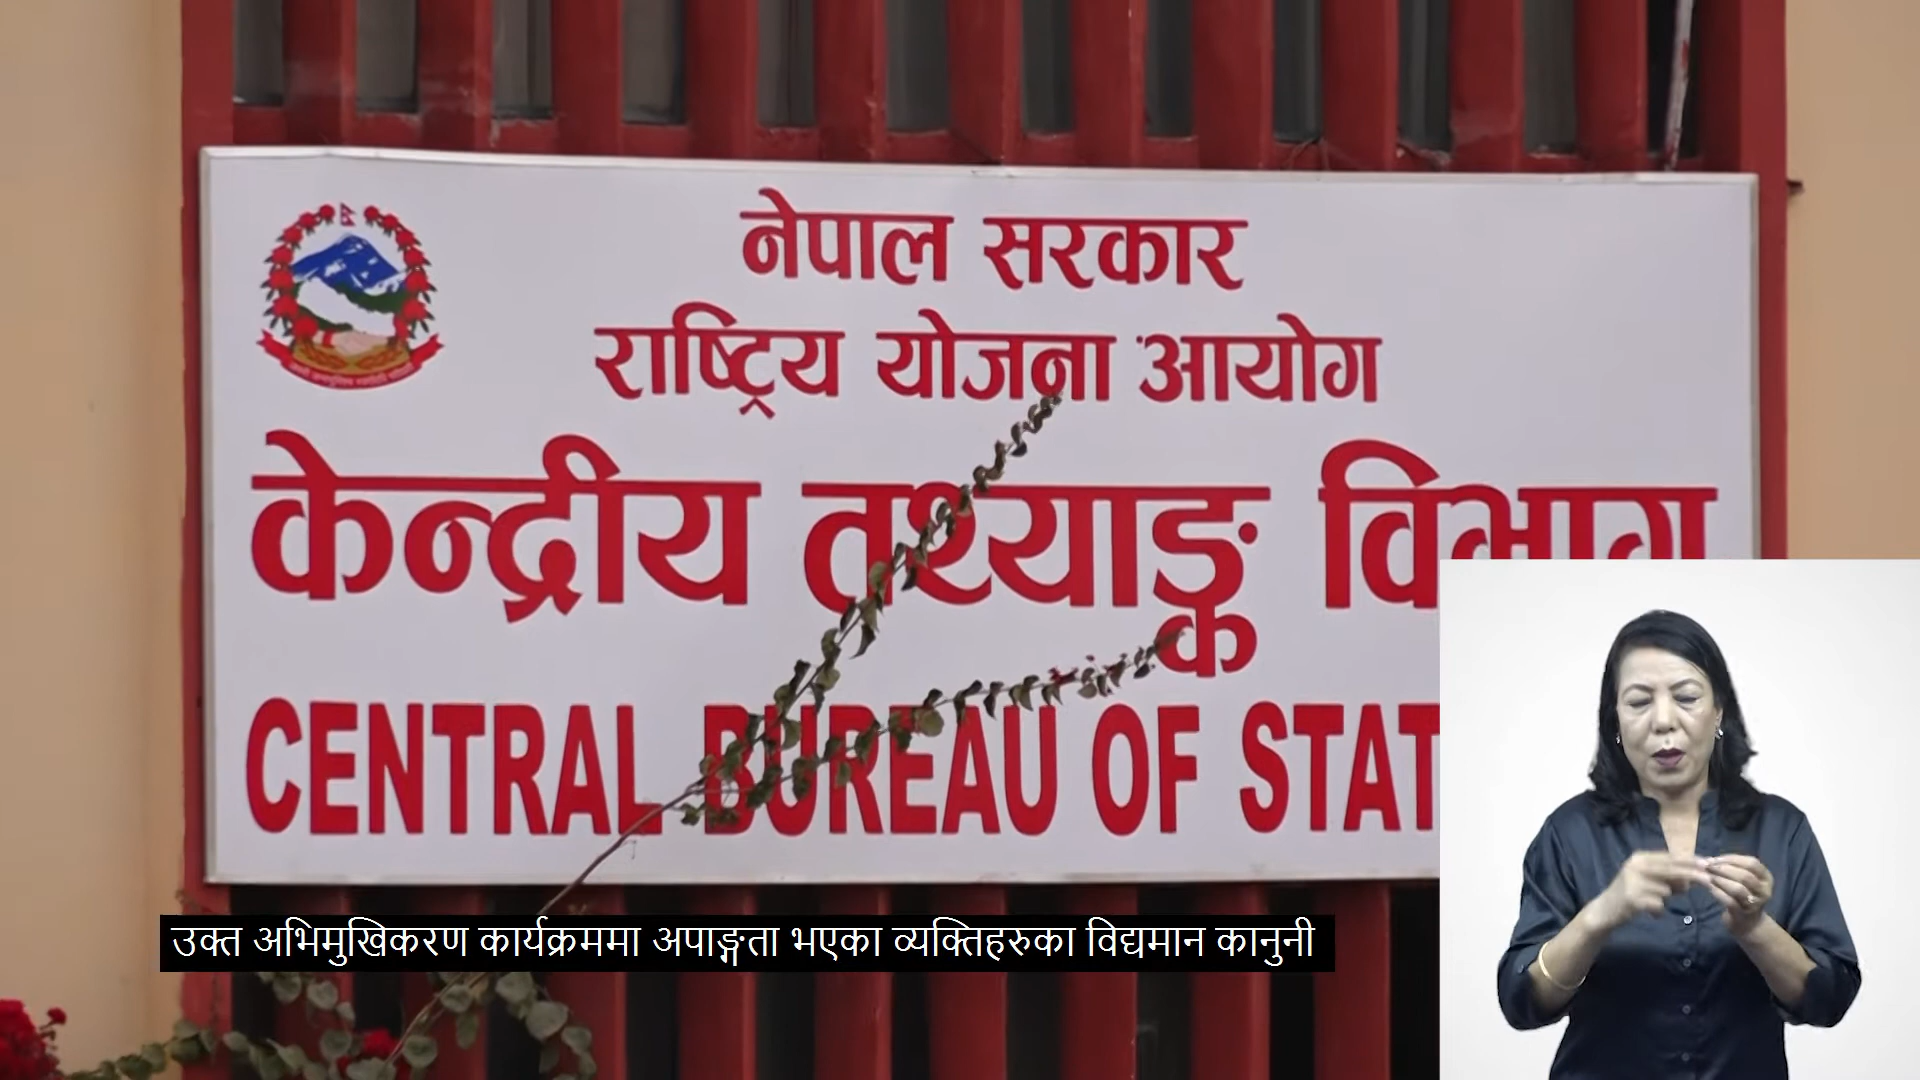 नेपाल सरकार
राष्ट्रिय योजना आयोग
केन्द्रीय तथ्याङ्क विभाग
CENTRAL BUREAU OF STAT
उक्त अभिमुखिकरण कार्यक्रममा अपाङ्गता भएका व्यक्तिहरुका विद्यमान कानुनी